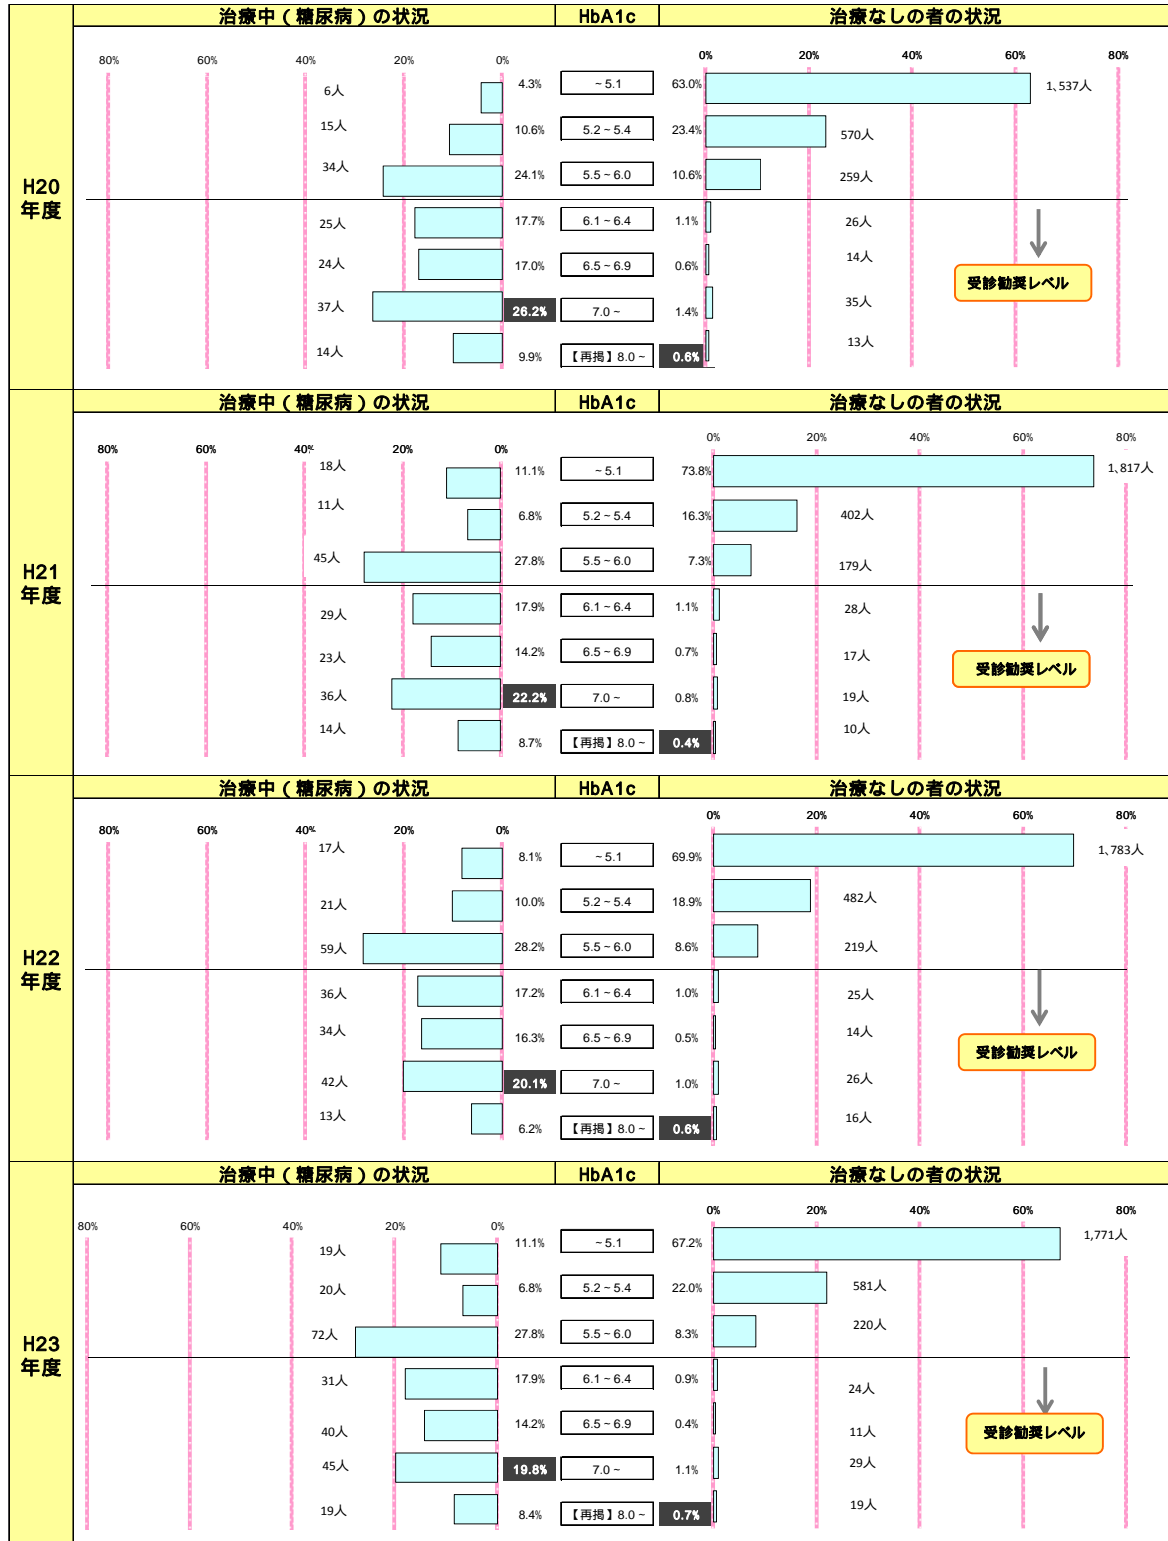 治療中（糖尿病）の状況 HbA1c 治療なしの者の状況
80% 60% 40% 20% 0% 0% 20% 40% 60% 80%
H20
年度
6人 4.3% ~5.1 63.0% 1､537人
15人 10.6% 5.2~5.4 23.4% 570人
34人 24.1% 5.5~6.0 10.6% 259人
25人 17.7% 6.1~6.4 1.1% 26人
24人 17.0% 6.5~6.9 0.6% 14人
受診勧奨レベル
37人 26.2% 7.0~ 1.4% 35人
14人 9.9% 【再掲】8.0~ 0.6% 13人
治療中（糖尿病）の状況 HbA1c 治療なしの者の状況
80% 60% 40% 20% 0% 0% 20% 40% 60% 80%
H21
年度
18人 11.1% ~5.1 73.8% 1､817人
11人 6.8% 5.2~5.4 16.3% 402人
45人 27.8% 5.5~6.0 7.3% 179人
29人 17.9% 6.1~6.4 1.1% 28人
23人 14.2% 6.5~6.9 0.7% 17人
受診勧奨レベル
36人 22.2% 7.0~ 0.8% 19人
14人 8.7% 【再掲】8.0~ 0.4% 10人
治療中（糖尿病）の状況 HbA1c 治療なしの者の状況
80% 60% 40% 20% 0% 0% 20% 40% 60% 80%
H22
年度
17人 8.1% ~5.1 69.9% 1､783人
21人 10.0% 5.2~5.4 18.9% 482人
59人 28.2% 5.5~6.0 8.6% 219人
36人 17.2% 6.1~6.4 1.0% 25人
34人 16.3% 6.5~6.9 0.5% 14人
受診勧奨レベル
42人 20.1% 7.0~ 1.0% 26人
13人 6.2% 【再掲】8.0~ 0.6% 16人
治療中（糖尿病）の状況 HbA1c 治療なしの者の状況
80% 60% 40% 20% 0% 0% 20% 40% 60% 80%
H23
年度
19人 11.1% ~5.1 67.2% 1,771人
20人 6.8% 5.2~5.4 22.0% 581人
72人 27.8% 5.5~6.0 8.3% 220人
31人 17.9% 6.1~6.4 0.9% 24人
40人 14.2% 6.5~6.9 0.4% 11人
受診勧奨レベル
45人 19.8% 7.0~ 1.1% 29人
19人 8.4% 【再掲】8.0~ 0.7% 19人